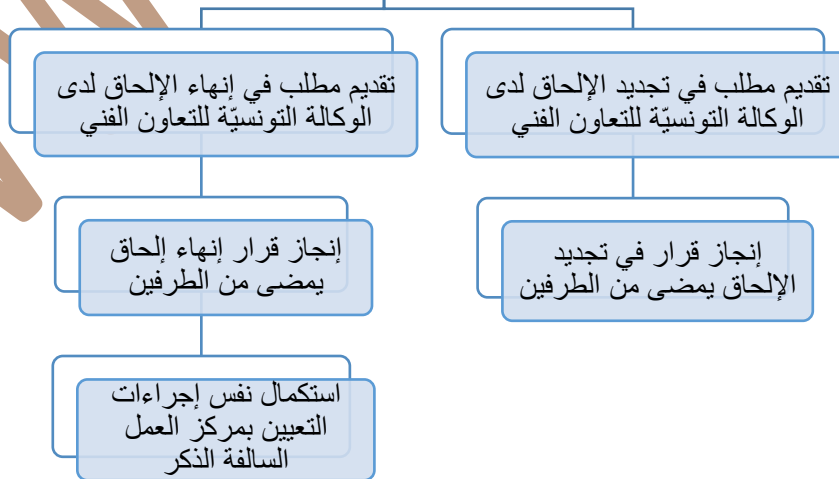 تقديم مطلب في تجديد الإلحاق لدى
الوكالة التونسيّة للتعاون الفني
إنجاز قرار في تجديد
الإلحاق يمضى من الطرفين
تقديم مطلب في إنهاء الإلحاق لدى
الوكالة التونسيّة للتعاون الفني
إنجاز قرار إنهاء إلحاق
يمضى من الطرفين
استكمال نفس إجراءات
التعيين بمركز العمل
السالفة الذكر